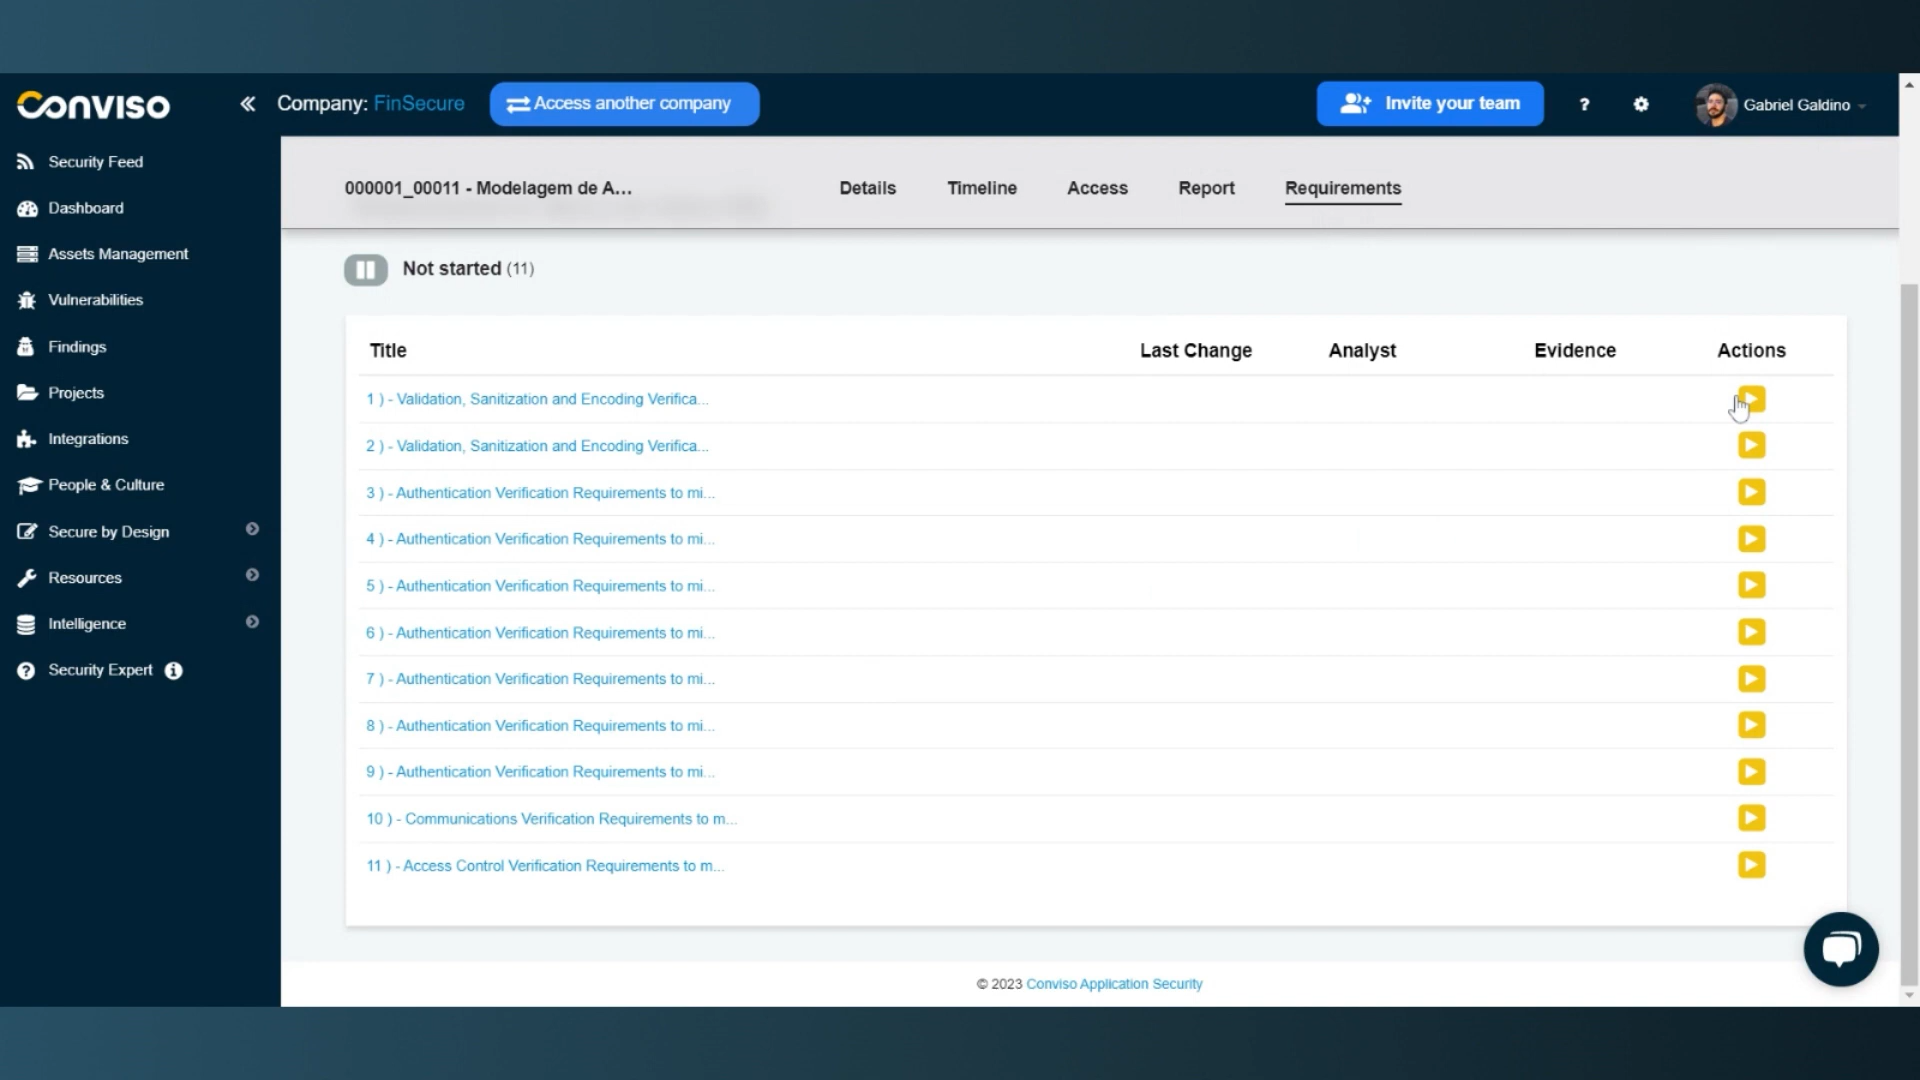 CONVISO
Company: FinSecure
Access another company
Invite your team
?
Gabriel Galdino
Security Feed
Dashboard
Assets Management
Vulnerabilities
Findings
Projects
Integrations
People & Culture
Secure by Design
Resources
Intelligence
Security Expert
000001_00011 - Modelagem de A...
Details
Timeline
Access
Report
Requirements
Not started (11)
Title
Last Change
Analyst
Evidence
Actions
1 ) - Validation, Sanitization and Encoding Verifica...
2 ) - Validation, Sanitization and Encoding Verifica...
3 ) - Authentication Verification Requirements to mi...
4 ) - Authentication Verification Requirements to mi...
5 ) - Authentication Verification Requirements to mi...
6 ) - Authentication Verification Requirements to mi...
7 ) - Authentication Verification Requirements to mi...
8 ) - Authentication Verification Requirements to mi...
9 ) - Authentication Verification Requirements to mi...
10 ) - Communications Verification Requirements to m...
11 ) - Access Control Verification Requirements to m...
© 2023 Conviso Application Security